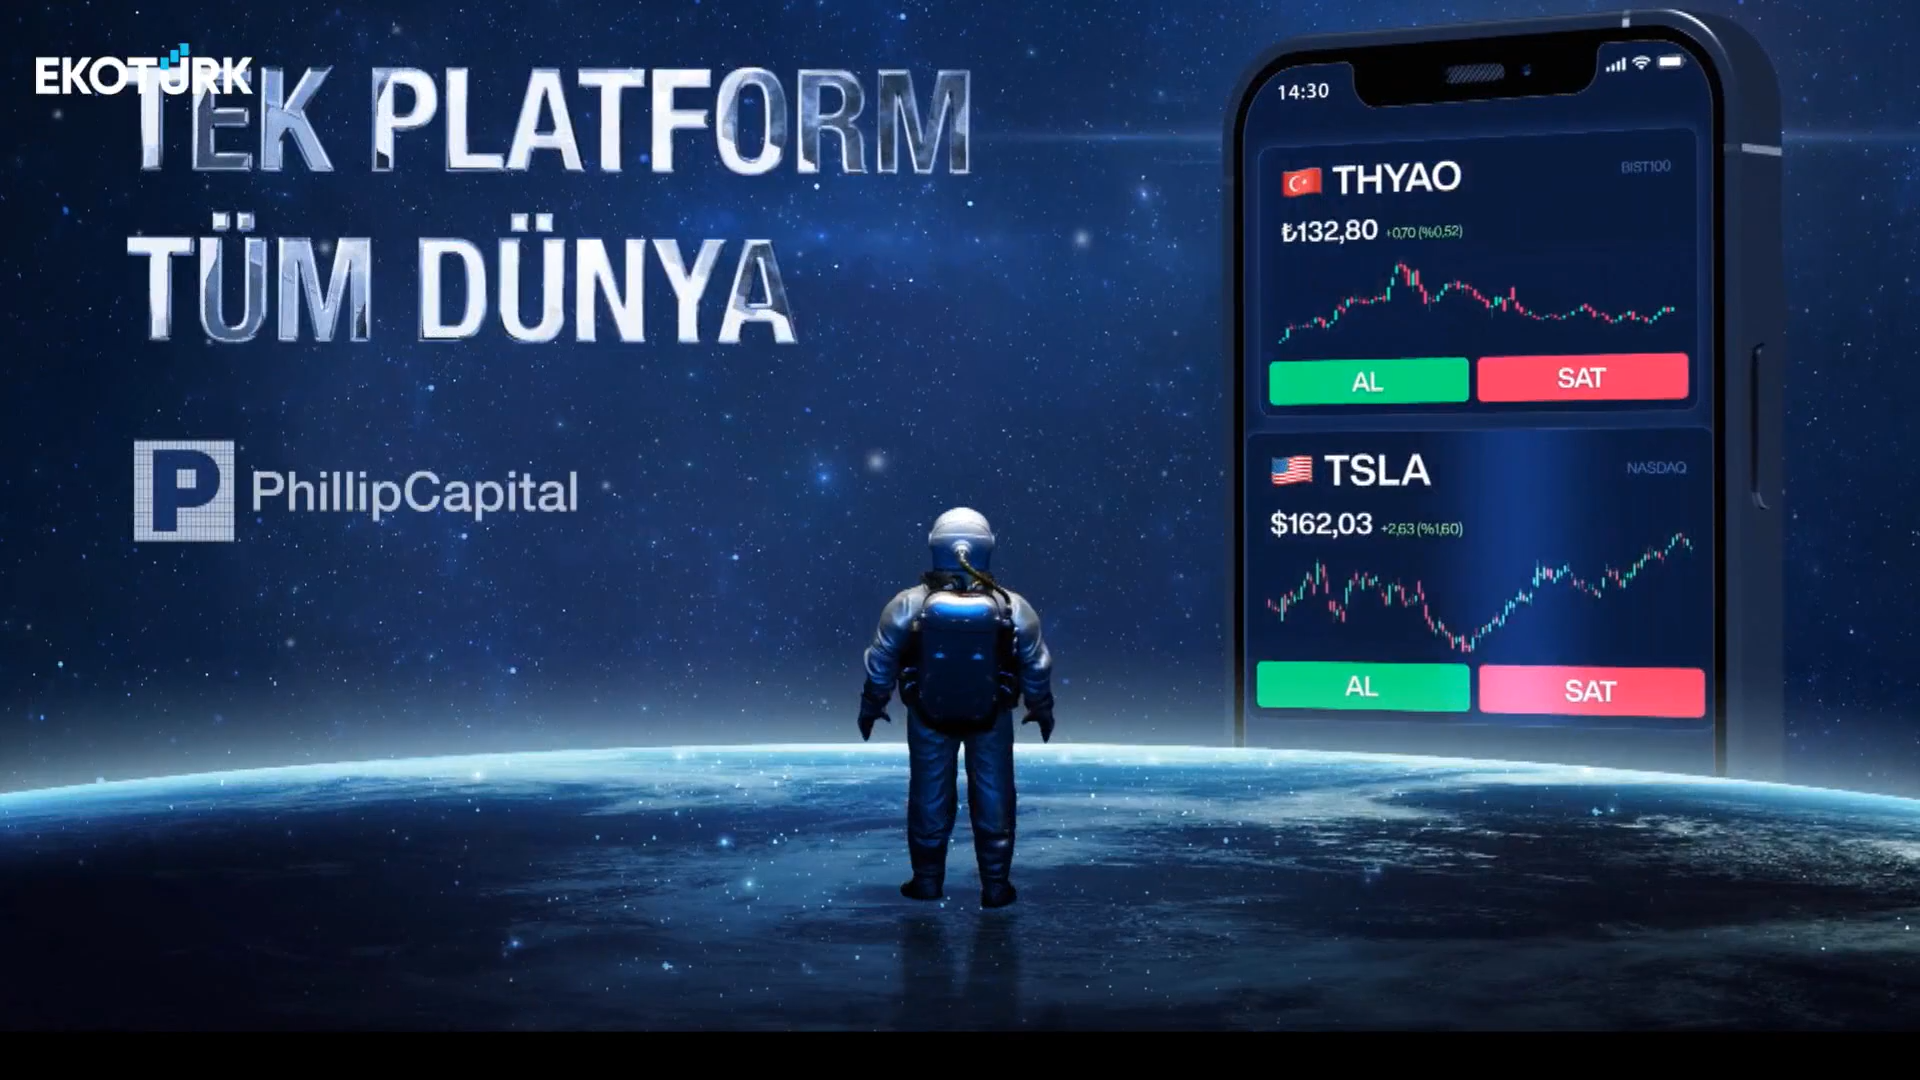 EKOTÜRK
TEK PLATFORM
TÜM DÜNYA
PhillipCapital
14:30
THYAO
BIST100
₺132,80 +0,70 (%0,52)
AL
SAT
TSLA
NASDAQ
$162,03 +2,63 (%1,60)
AL
SAT